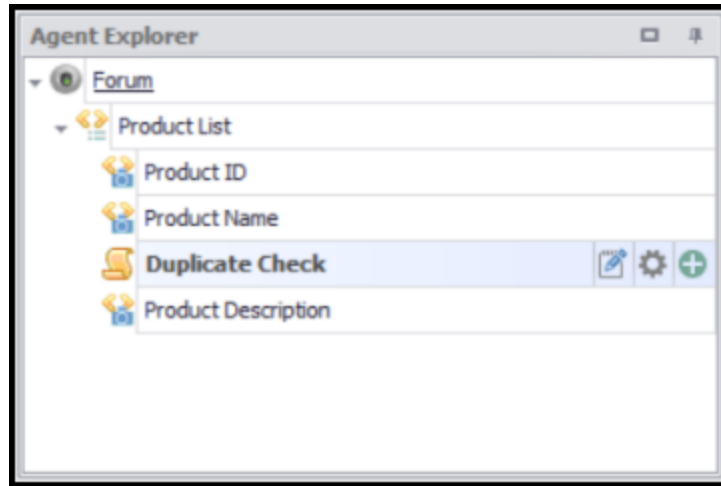 Agent Explorer
Forum
Product List
Product ID
Product Name
Duplicate Check
Product Description